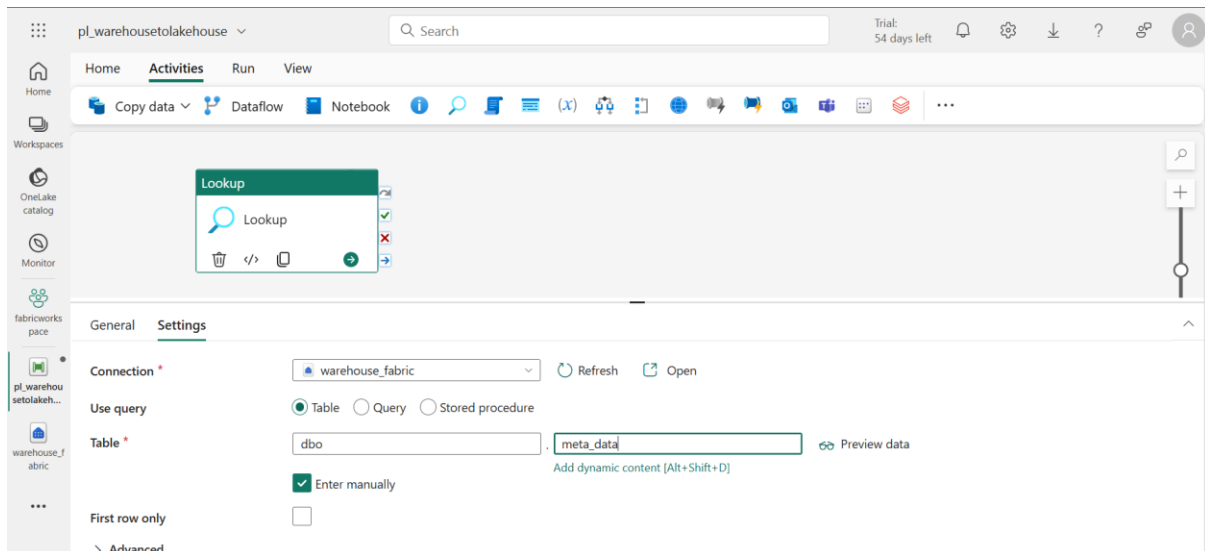 pl_warehousetolakehouse
Search
Trial:
54 days left
?
Home
Activities
Run
View
Copy data
Dataflow
Notebook
(x)
...
Home
Workspaces
OneLake
catalog
Monitor
fabricworks
pace
pl_warehou
setolakeh...
warehouse_f
abric
Lookup
Lookup
</>
General
Settings
Connection *
warehouse_fabric
Refresh
Open
Use query
Table
Query
Stored procedure
Table *
dbo
.
meta_data
Preview data
Add dynamic content [Alt+Shift+D]
Enter manually
First row only
Advanced